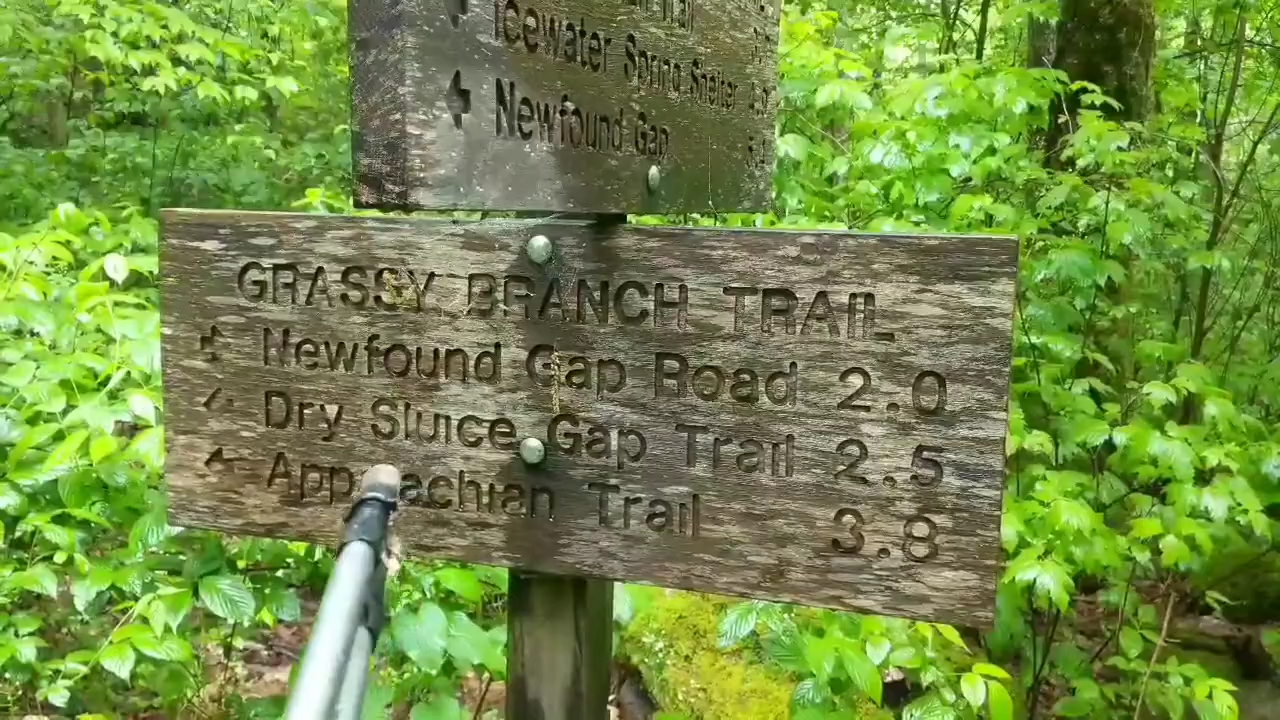 Trail
Icewater Spring Shelter
Newfound Gap
GRASSY BRANCH TRAIL
Newfound Gap Road 2.0
← Dry Sluice Gap Trail 2.5
← Appalachian Trail 3.8